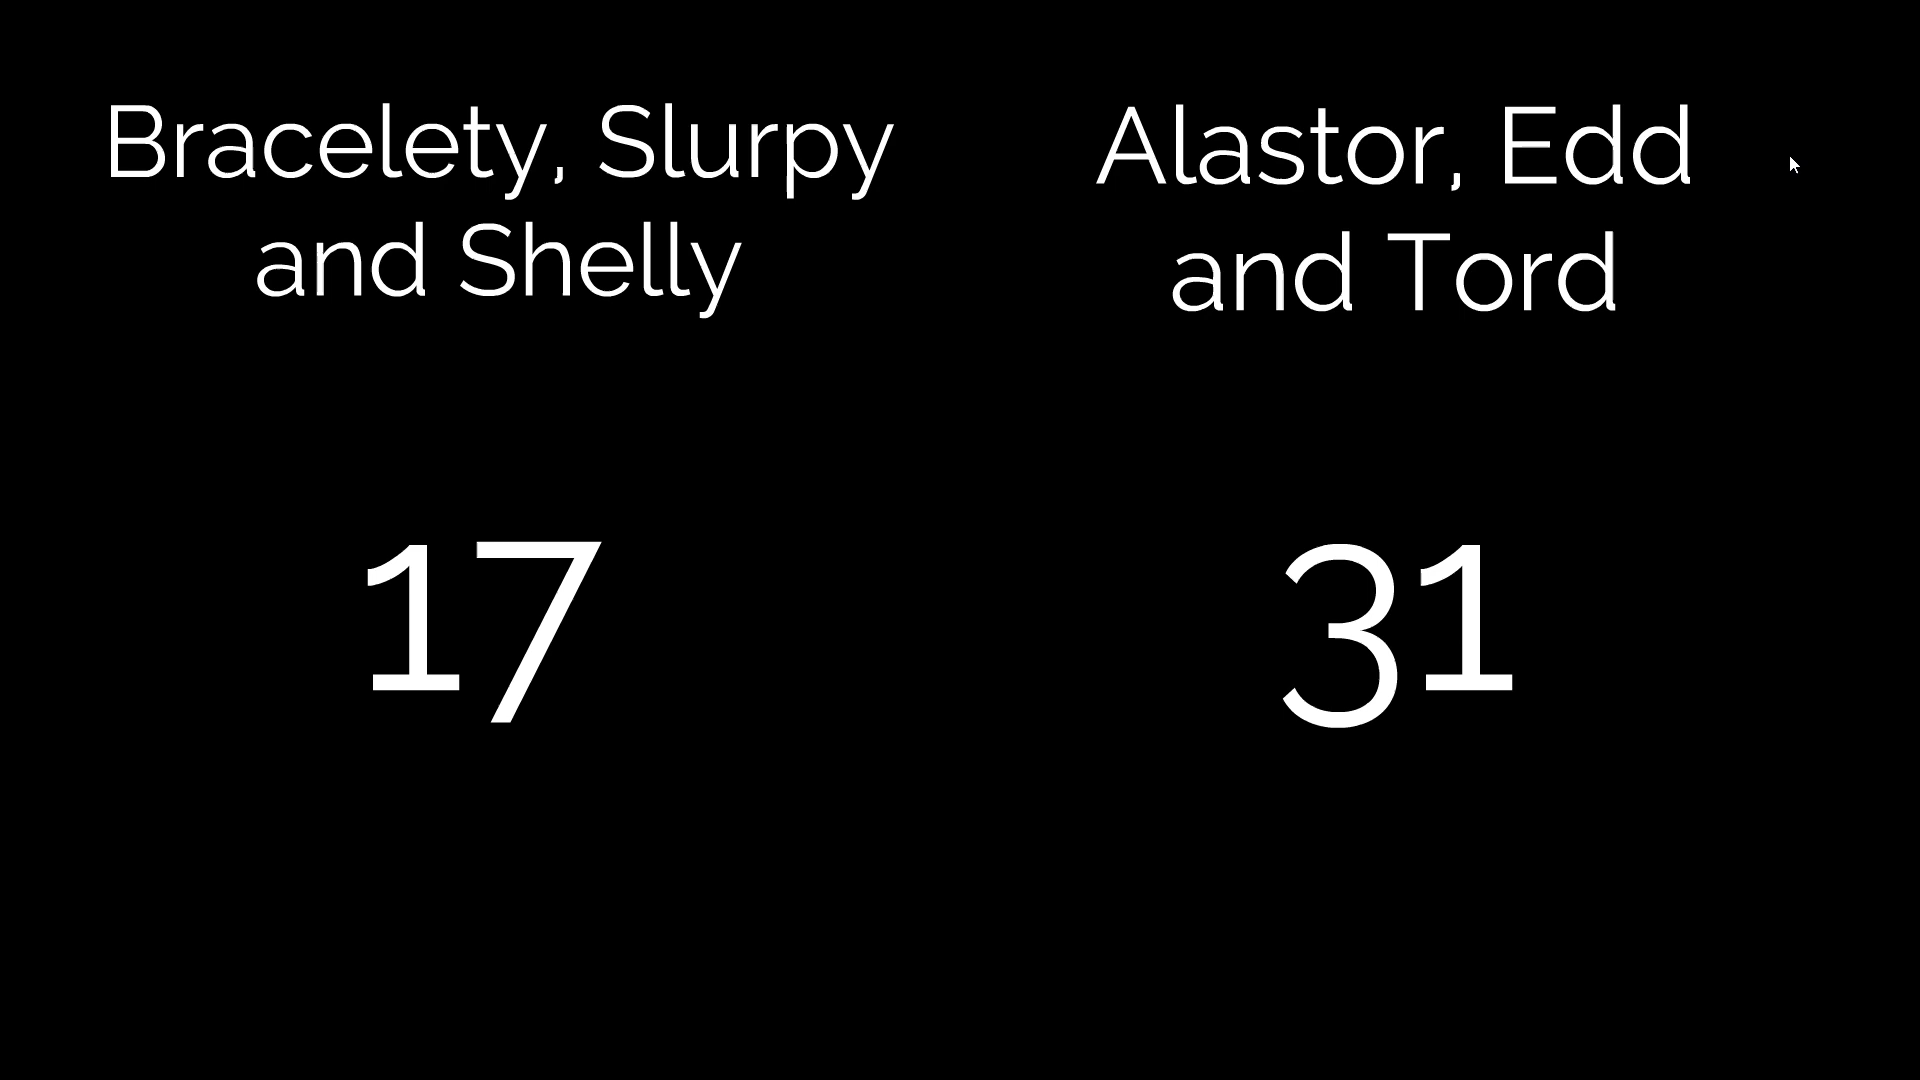 Bracelety, Slurpy
and Shelly
Alastor, Edd
and Tord
17
31